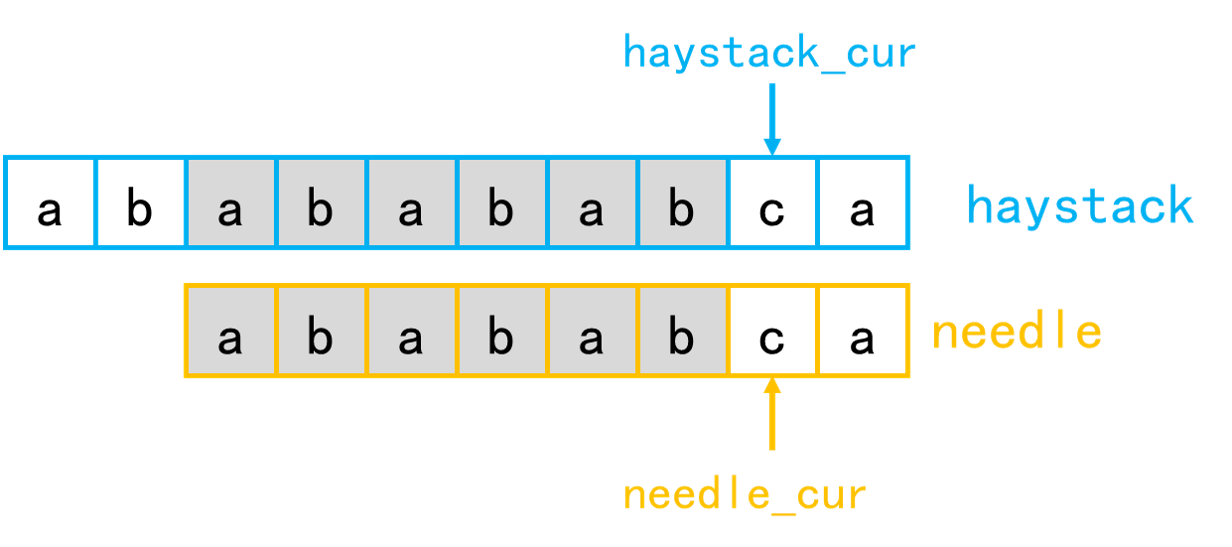 haystack_cur
a b a b a b a b c a haystack
a b a b a b c a needle
needle_cur